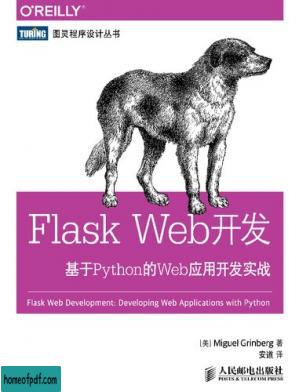 O'REILLY®
TURING 图灵程序设计丛书
Flask Web开发
基于Python的Web应用开发实战
Flask Web Development: Developing Web Applications with Python
[美] Miguel Grinberg 著
安道 译
人民邮电出版社
POSTS & TELECOM PRESS
homeofpdf.com